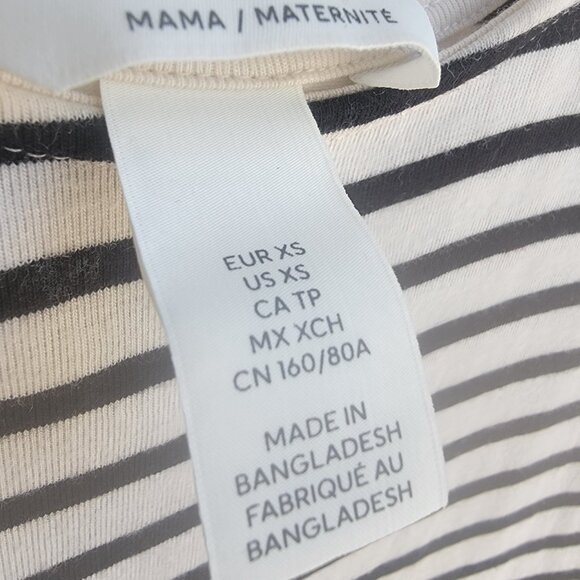 MAMA / MATERNITÉ
EUR XS
US XS
CA TP
MX XCH
CN 160/80A
MADE IN
BANGLADESH
FABRIQUÉ AU
BANGLADESH